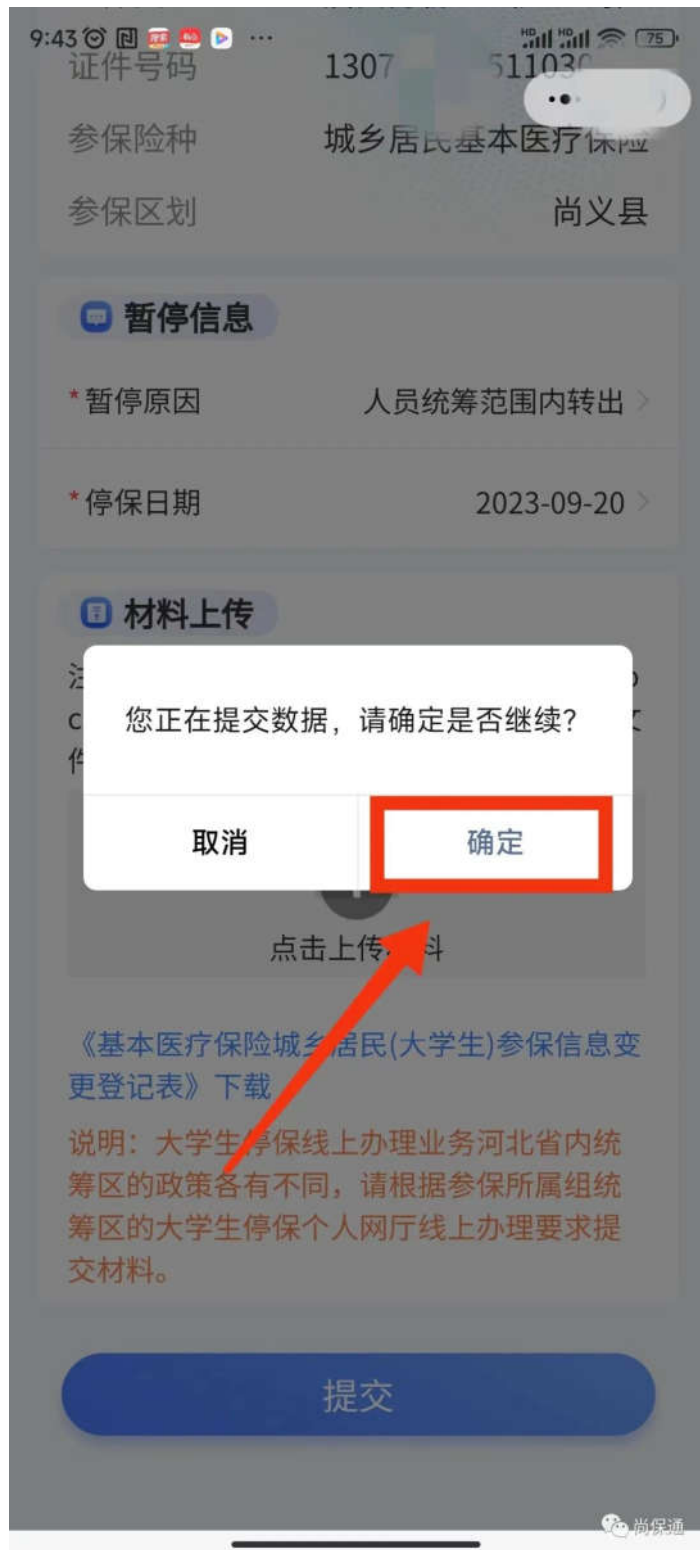 9:43
75
证件号码 1307 51103
参保险种 城乡居民基本医疗保险
参保区划 尚义县
暂停信息
*暂停原因 人员统筹范围内转出
*停保日期 2023-09-20
材料上传
注
c
件
您正在提交数据，请确定是否继续?
取消 确定
点击上传 料
《基本医疗保险城乡居民(大学生)参保信息变
更登记表》下载
说明：大学生停保线上办理业务河北省内统
筹区的政策各有不同，请根据参保所属组统
筹区的大学生停保个人网厅线上办理要求提
交材料。
提交
尚保通